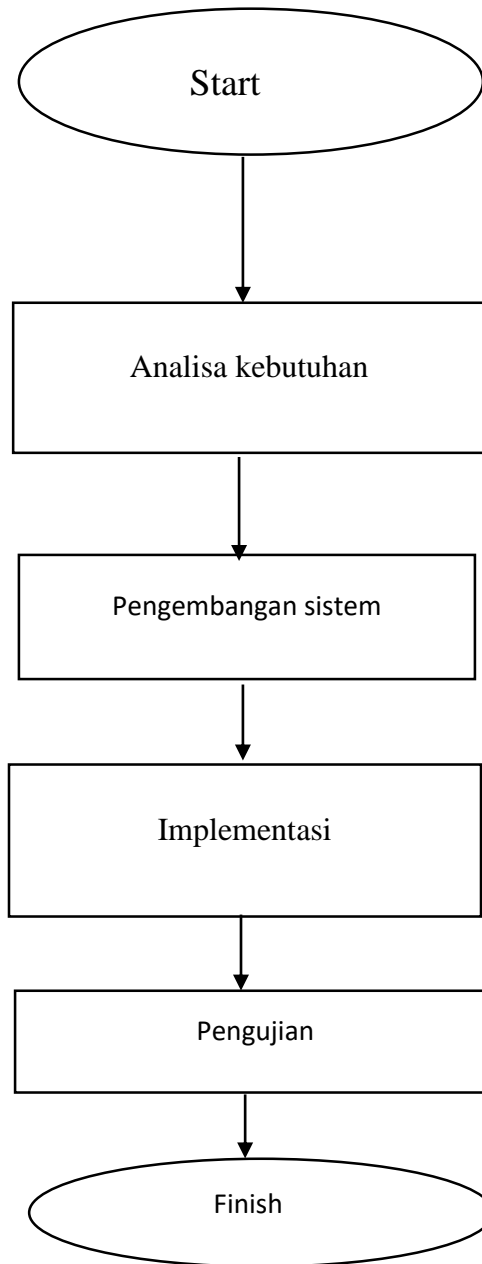 Start
Analisa kebutuhan
Pengembangan sistem
Implementasi
Pengujian
Finish